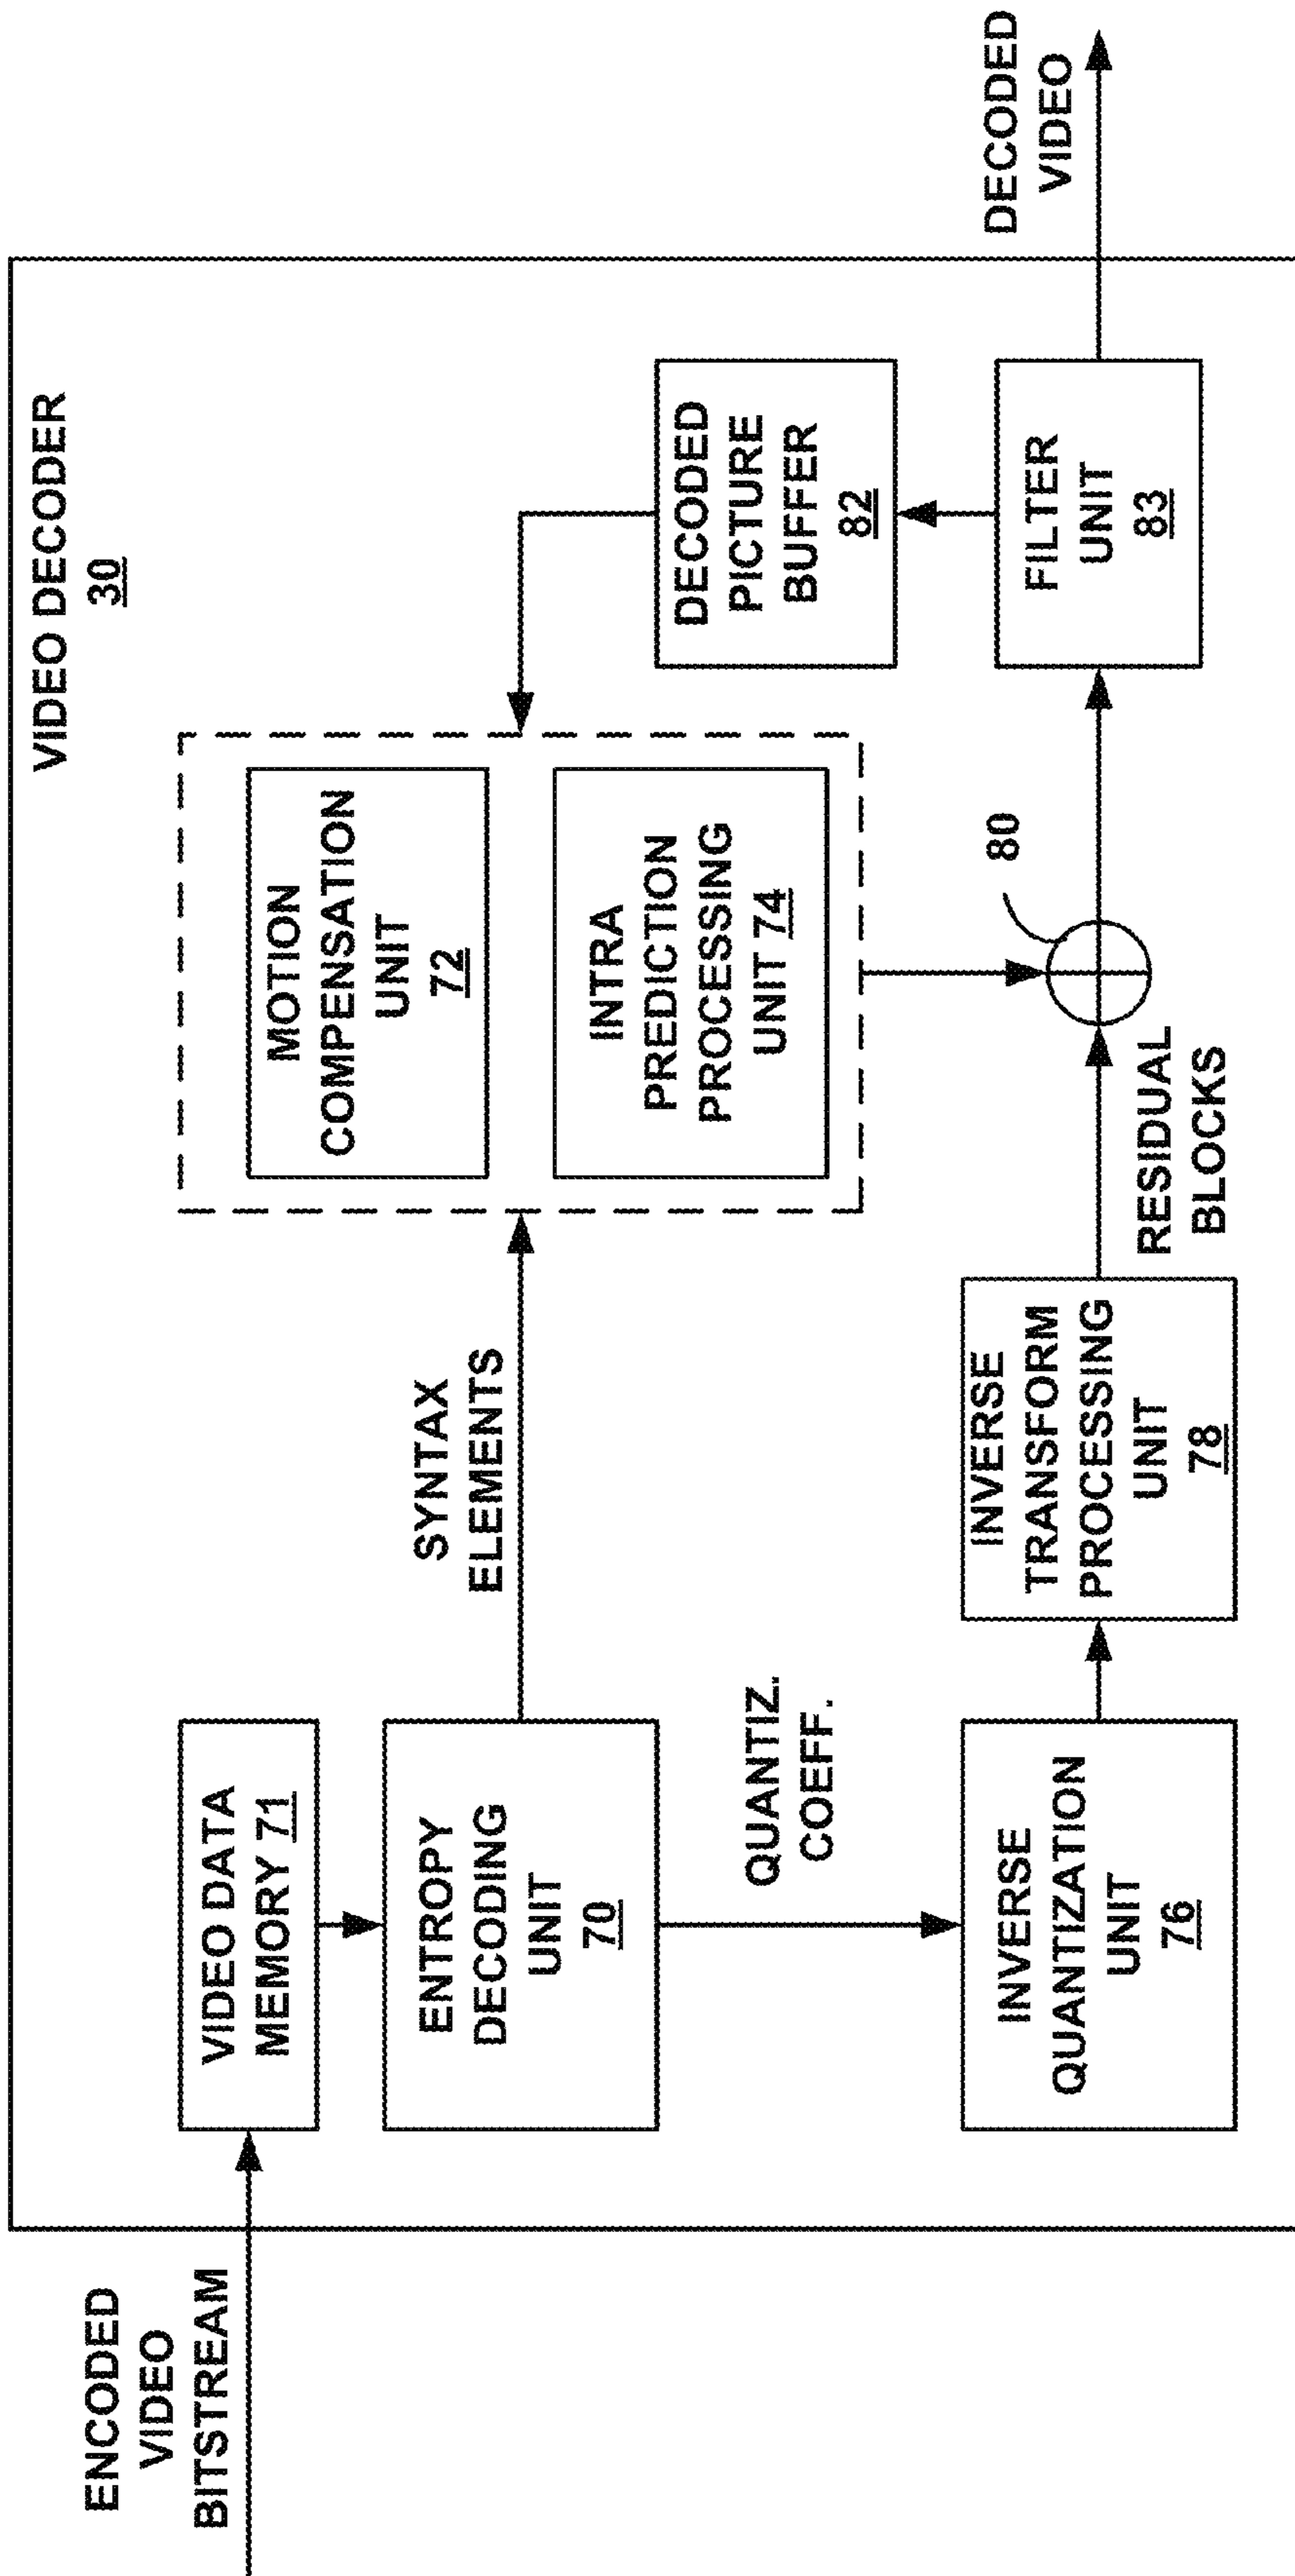 VIDEO DECODER
30
ENCODED
VIDEO
BITSTREAM
VIDEO DATA
MEMORY 71
ENTROPY
DECODING
UNIT
70
SYNTAX
ELEMENTS
MOTION
COMPENSATION
UNIT
72
INTRA
PREDICTION
PROCESSING
UNIT 74
DECODED
PICTURE
BUFFER
82
QUANTIZ.
COEFF.
INVERSE
QUANTIZATION
UNIT
76
INVERSE
TRANSFORM
PROCESSING
UNIT
78
RESIDUAL
BLOCKS
80
FILTER
UNIT
83
DECODED
VIDEO